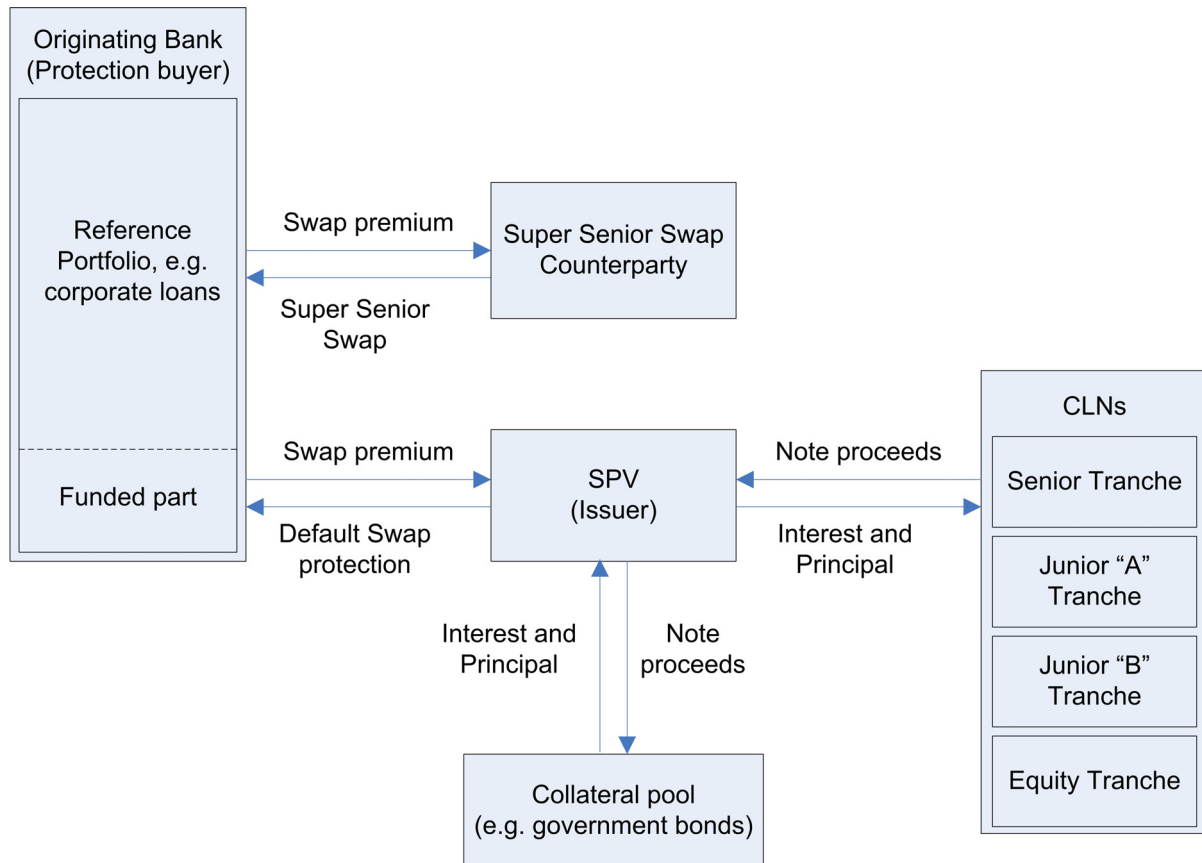 Originating Bank
(Protection buyer)
Reference
Portfolio, e.g.
corporate loans
Funded part
Swap premium
Super Senior
Swap
Super Senior Swap
Counterparty
Swap premium
Default Swap
protection
SPV
(Issuer)
Note proceeds
Interest and
Principal
CLNs
Senior Tranche
Junior “A”
Tranche
Junior “B”
Tranche
Equity Tranche
Interest and
Principal
Note
proceeds
Collateral pool
(e.g. government bonds)